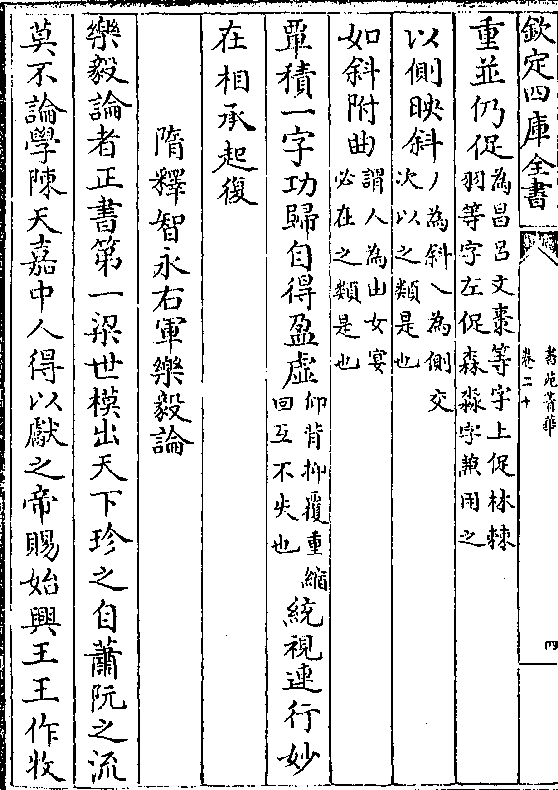 欽定四庫全書
書苑菁華
卷二十
四
重並仍促為昌呂文棗等字上促林棘
羽等字左促森淼字兼用之
以側映斜丿為斜乀為側交
次以之類是也
如斜附曲謂人為曲女宴
必在之類是也
覃積一字功歸自得盈虛仰背抑覆重縮
回互不失也統視連行妙
在相承起復
隋釋智永右軍樂毅論
樂毅論者正書第一梁世模出天下珍之自蕭阮之流
莫不論學陳天嘉中人得以獻之帝賜始興王王作牧